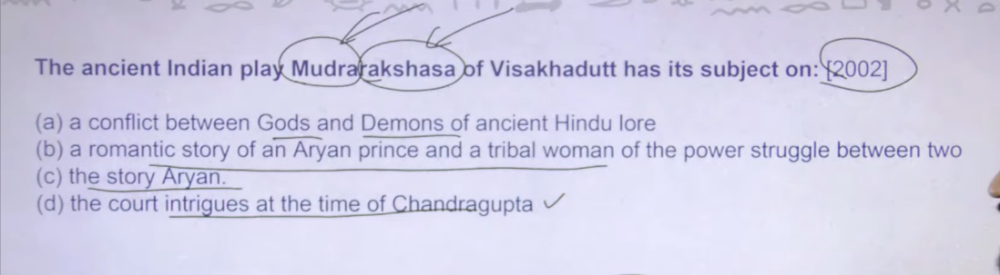 The ancient Indian play Mudrarakshasa of Visakhadutt has its subject on: [2002]
(a) a conflict between Gods and Demons of ancient Hindu lore
(b) a romantic story of an Aryan prince and a tribal woman of the power struggle between two
(c) the story Aryan.
(d) the court intrigues at the time of Chandragupta ✓